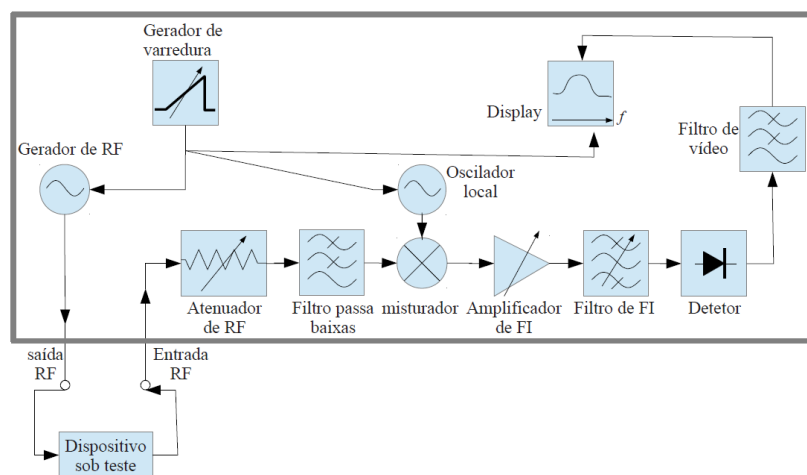 Gerador de
varredura
Display
f
Filtro de
vídeo
Gerador de RF
Oscilador
local
Atenuador
de RF
Filtro passa
baixas
misturador
Amplificador
de FI
Filtro de FI
Detetor
saída
RF
Entrada
RF
Dispositivo
sob teste